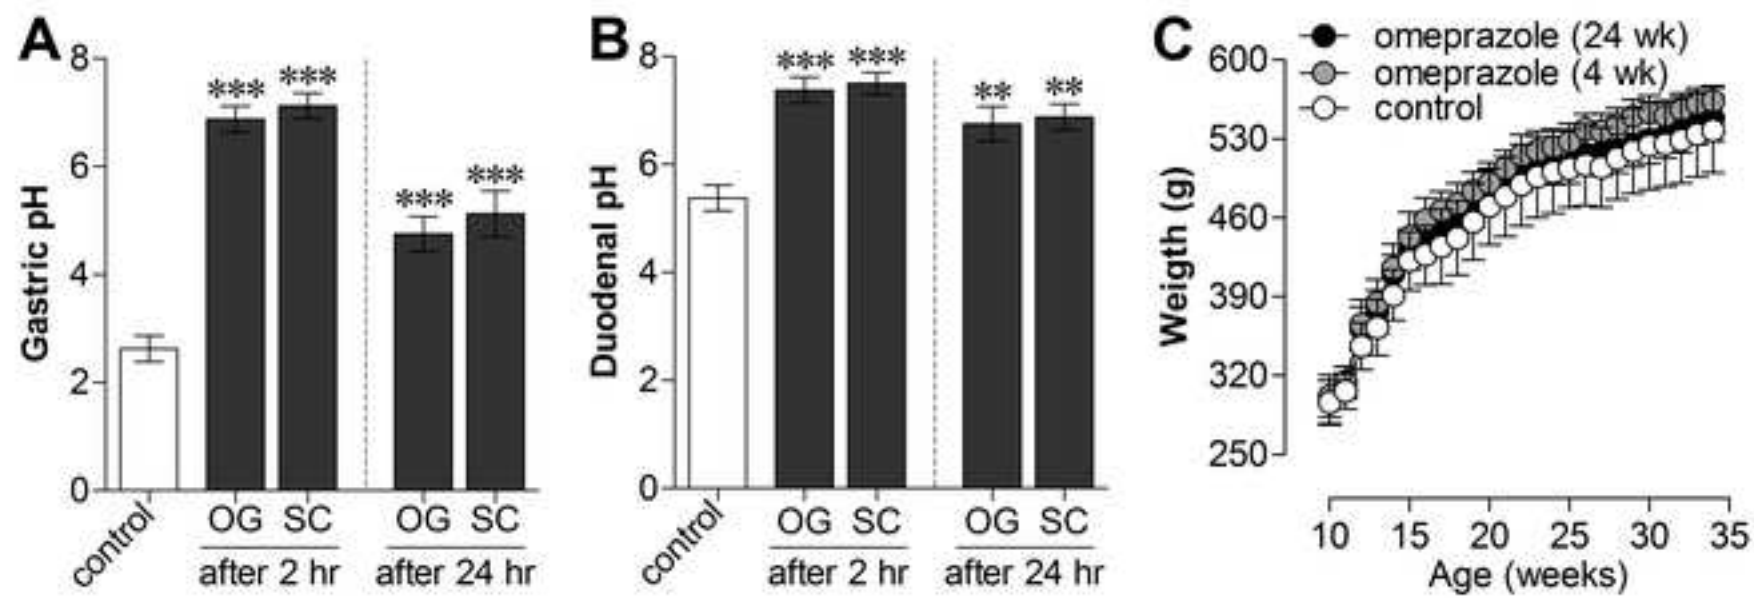 A
Gastric pH
8
6
4
2
0
***
***
***
***
control
OG SC
OG SC
after 2 hr
after 24 hr
B
Duodenal pH
8
6
4
2
0
***
***
**
**
control
OG SC
OG SC
after 2 hr
after 24 hr
C
omeprazole (24 wk)
omeprazole (4 wk)
control
Weigth (g)
600
530
460
390
320
250
10 15 20 25 30 35
Age (weeks)